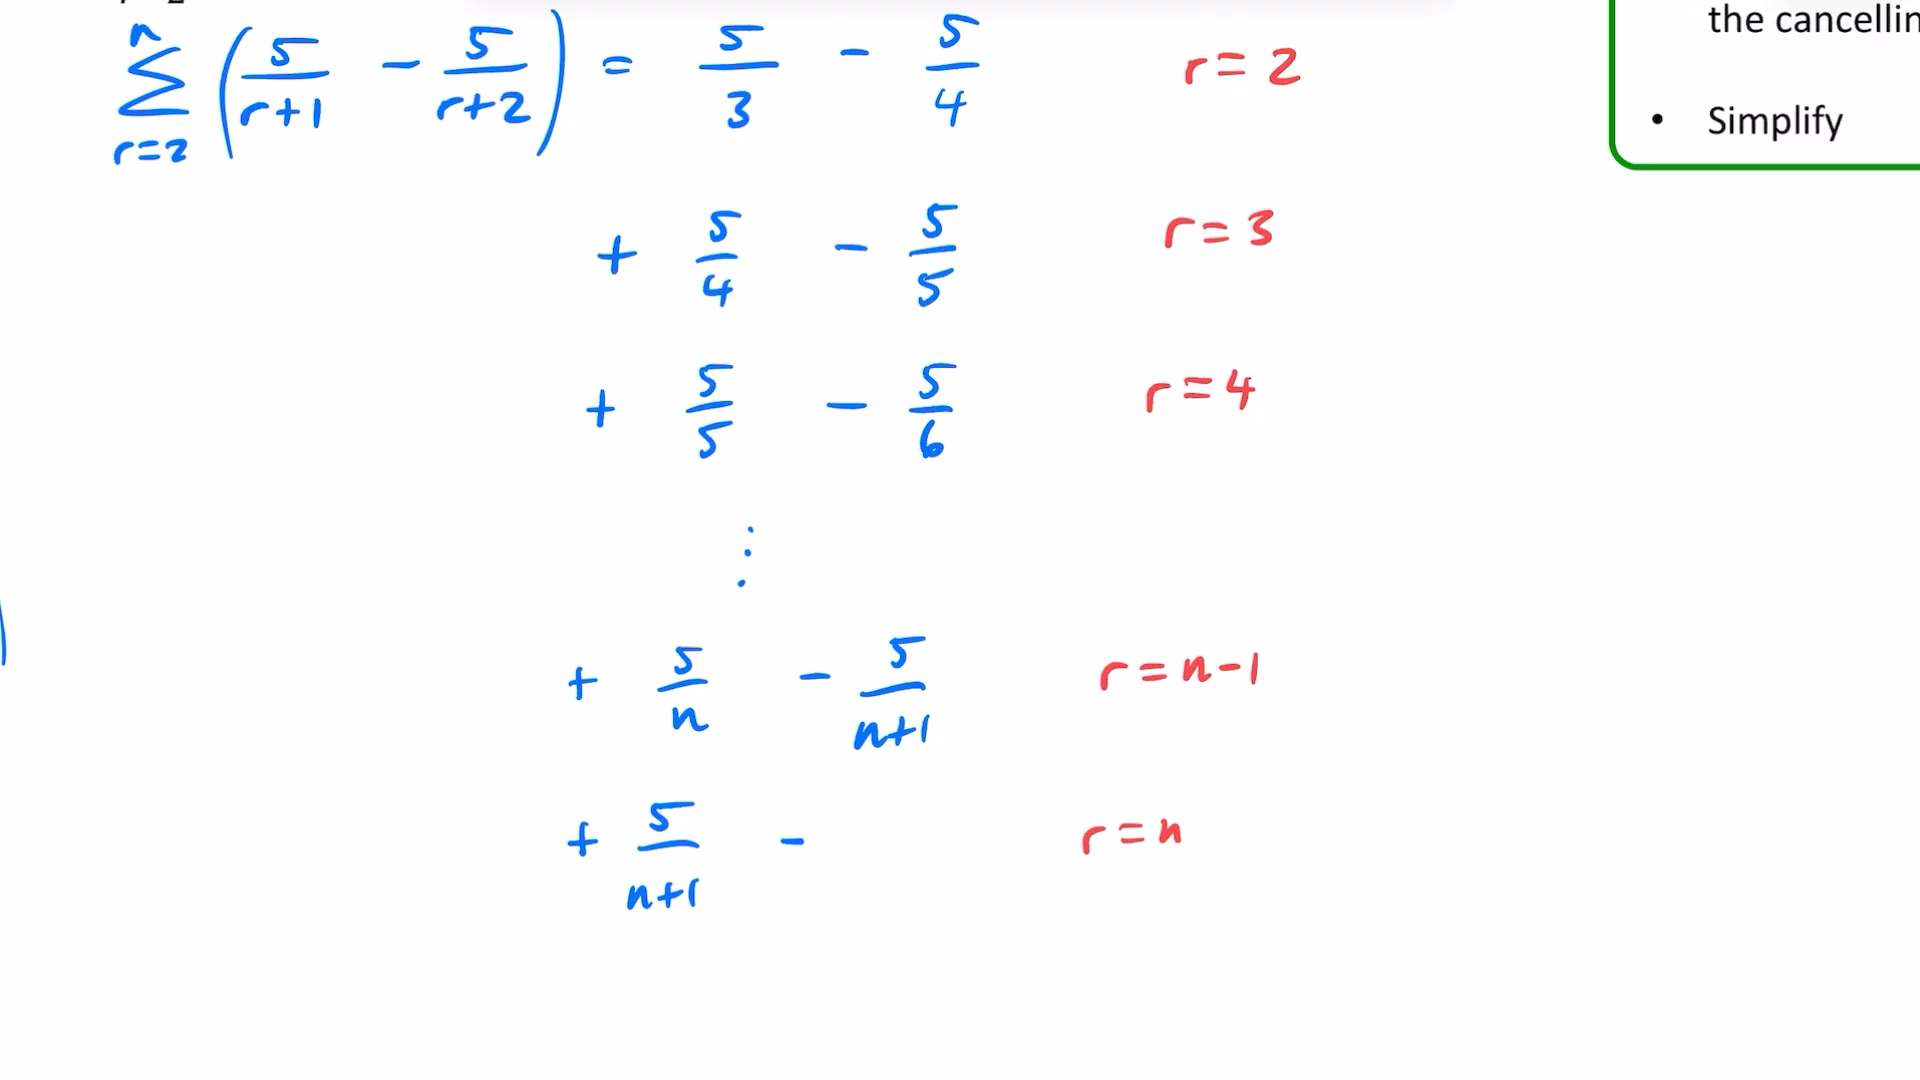 n
∑ (5/(r+1) - 5/(r+2)) = 5/3 - 5/4 r = 2
r=2
+ 5/4 - 5/5 r = 3
+ 5/5 - 5/6 r = 4
⋮
+ 5/n - 5/(n+1) r = n-1
+ 5/(n+1) - r = n
the cancellin
• Simplify